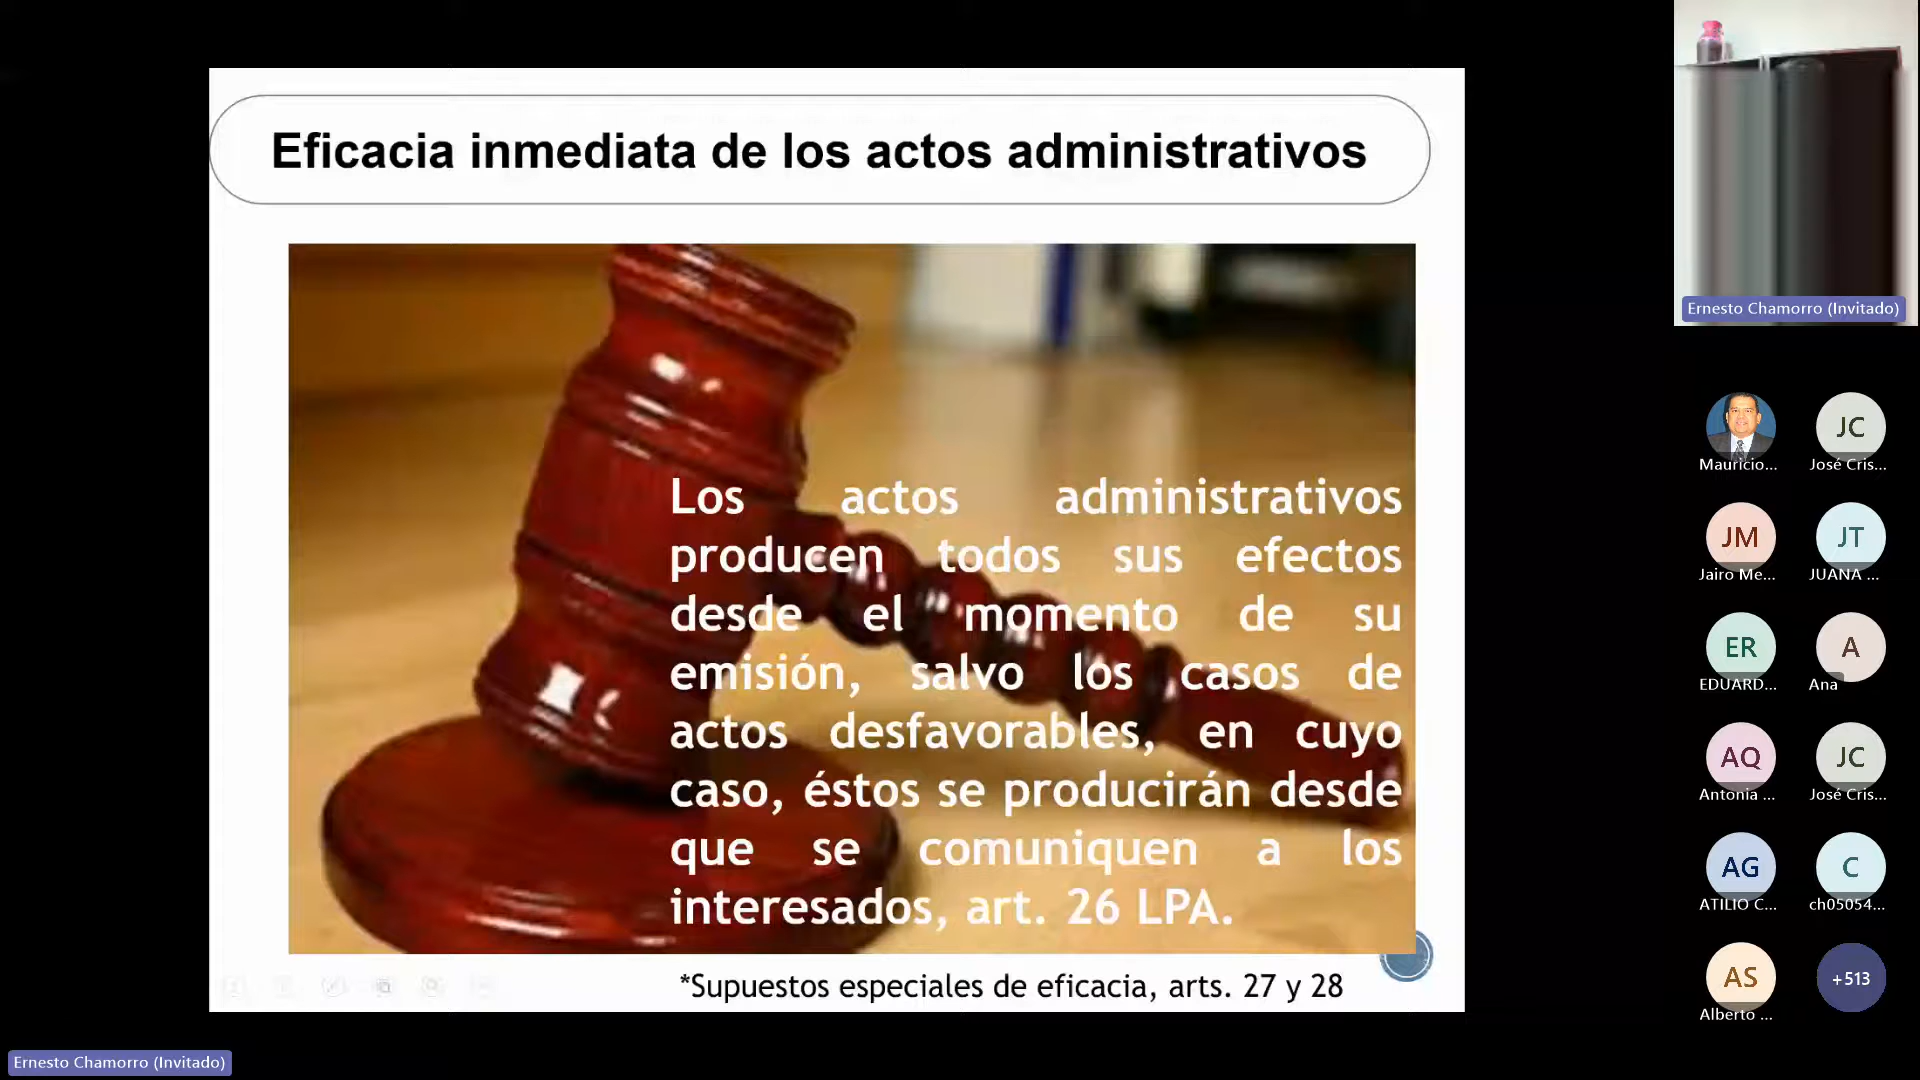 Eficacia inmediata de los actos administrativos
Los actos administrativos
producen todos sus efectos
desde el momento de su
emisión, salvo los casos de
actos desfavorables, en cuyo
caso, éstos se producirán desde
que se comuniquen a los
interesados, art. 26 LPA.
*Supuestos especiales de eficacia, arts. 27 y 28
Ernesto Chamorro (Invitado)
Ernesto Chamorro (Invitado)
Mauricio...
JC
José Cris...
JM
Jairo Me...
JT
JUANA ...
ER
EDUARD...
A
Ana
AQ
Antonia ...
JC
José Cris...
AG
ATILIO C...
C
ch05054...
AS
Alberto ...
+513